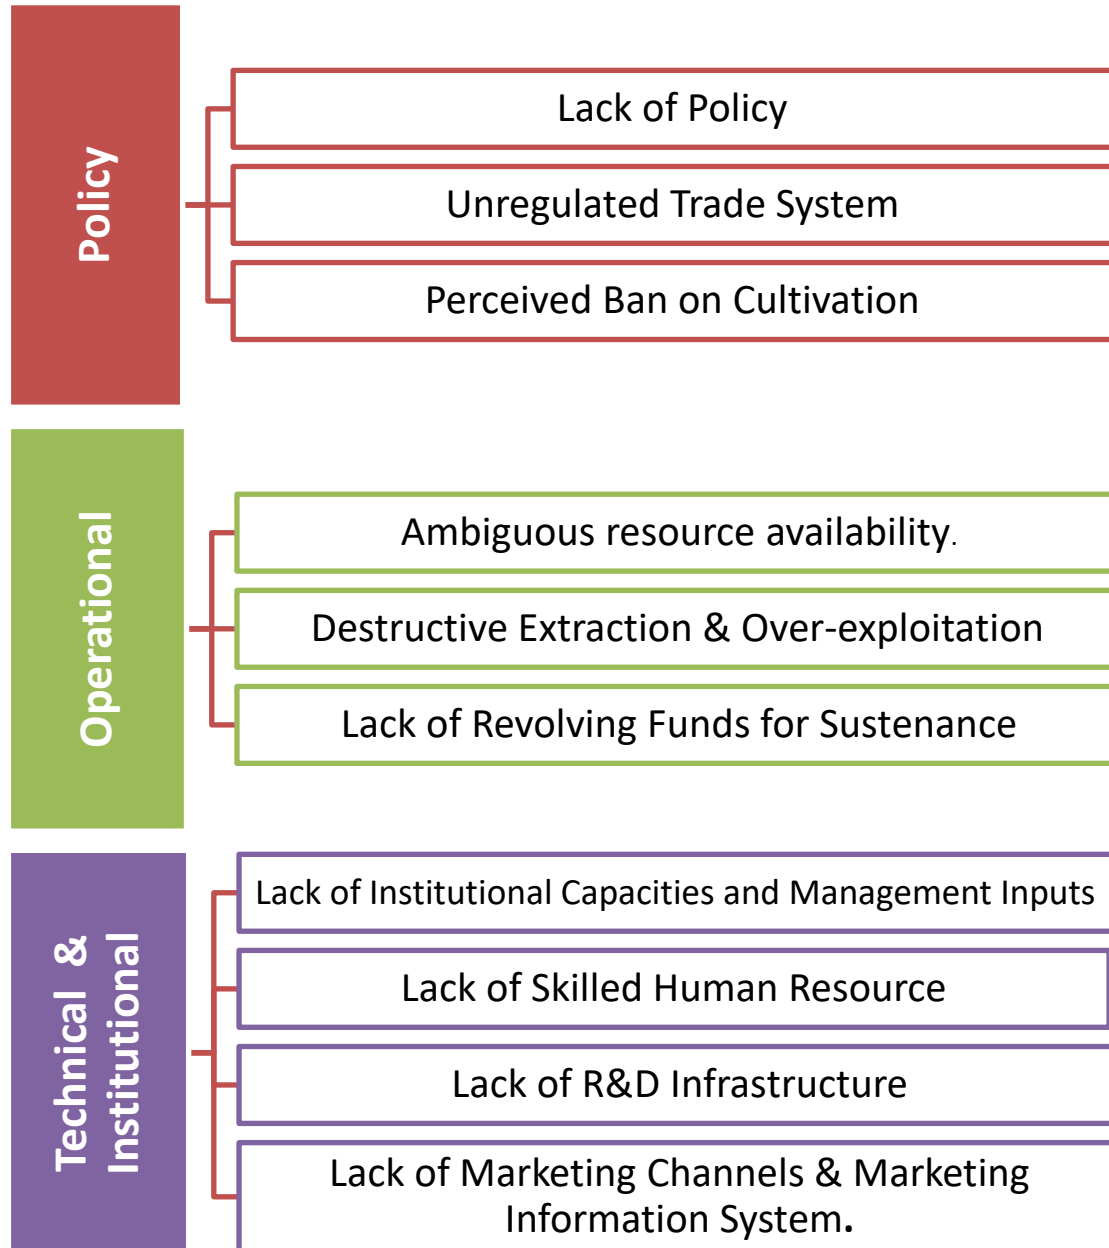 Policy
Lack of Policy
Unregulated Trade System
Perceived Ban on Cultivation
Operational
Ambiguous resource availability.
Destructive Extraction & Over-exploitation
Lack of Revolving Funds for Sustenance
Technical &
Institutional
Lack of Institutional Capacities and Management Inputs
Lack of Skilled Human Resource
Lack of R&D Infrastructure
Lack of Marketing Channels & Marketing
Information System.